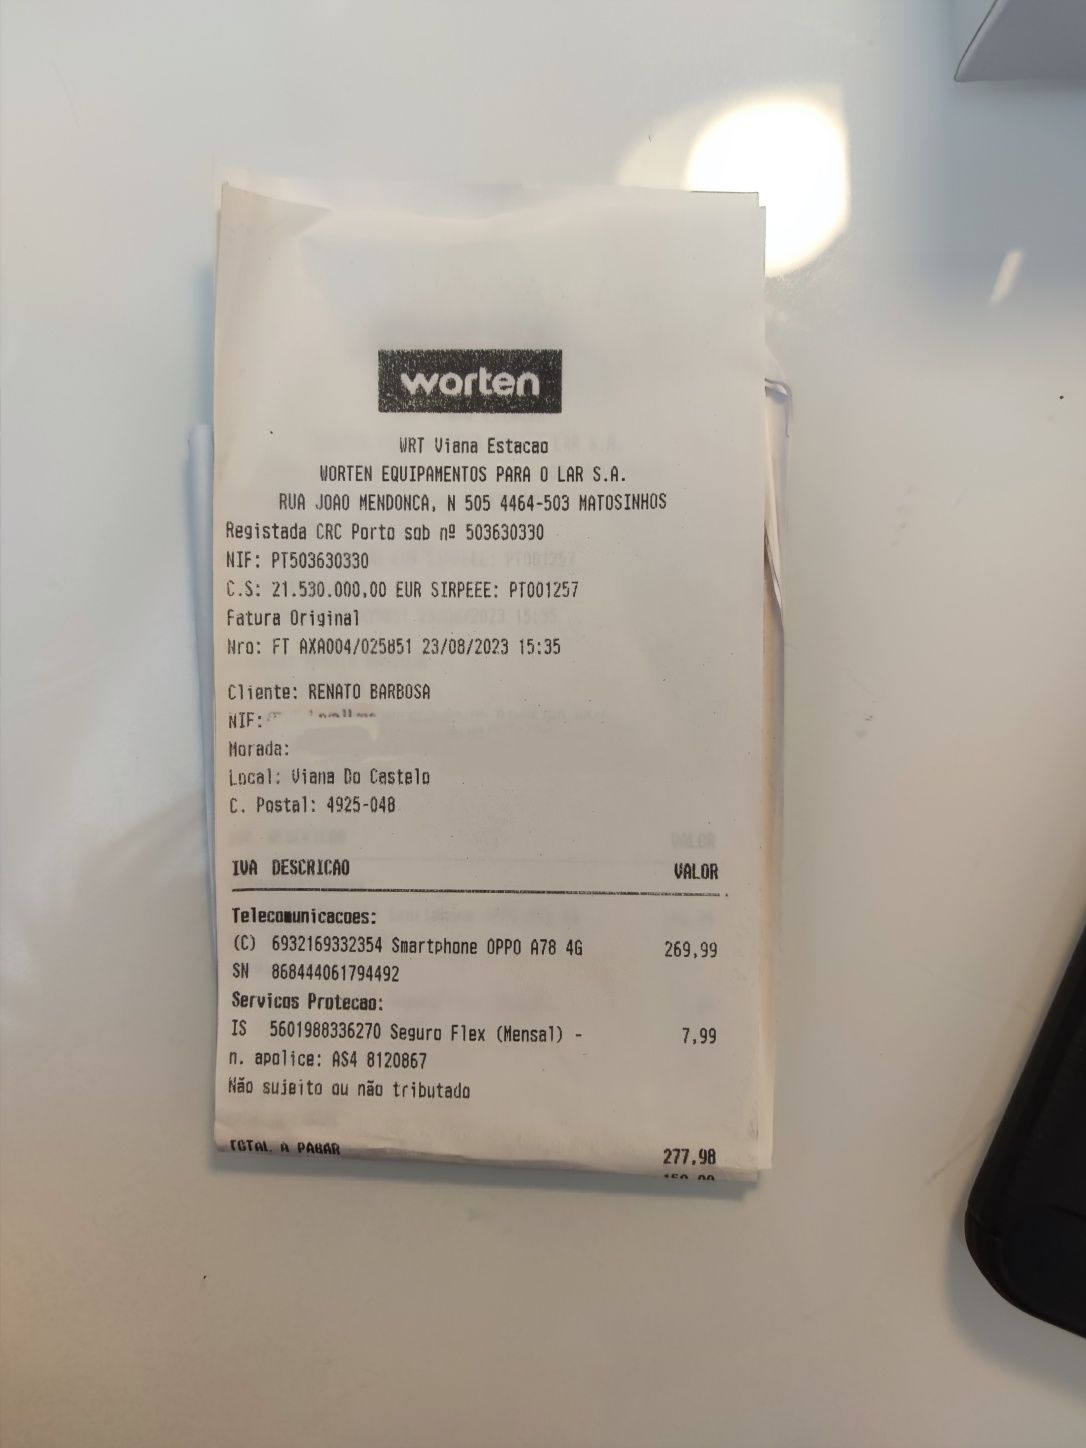 worten
WRT Viana Estacao
WORTEN EQUIPAMENTOS PARA O LAR S.A.
RUA JOAO MENDONCA, N 505 4464-503 MATOSINHOS
Registada CRC Porto sob nº 503630330
NIF: PT503630330
C.S: 21.530.000,00 EUR SIRPEEE: PT001257
Fatura Original
Nro: FT AXA004/025851 23/08/2023 15:35
Cliente: RENATO BARBOSA
NIF:
Morada:
Local: Viana Do Castelo
C. Postal: 4925-048
IVA DESCRICAO VALOR
Telecomunicacoes:
(C) 6932169332354 Smartphone OPPO A78 4G 269,99
SN 868444061794492
Servicos Protecao:
IS 5601988336270 Seguro Flex (Mensal) - 7,99
n. apolice: AS4 8120867
Não sujeito ou não tributado
TOTAL A PAGAR 277,98